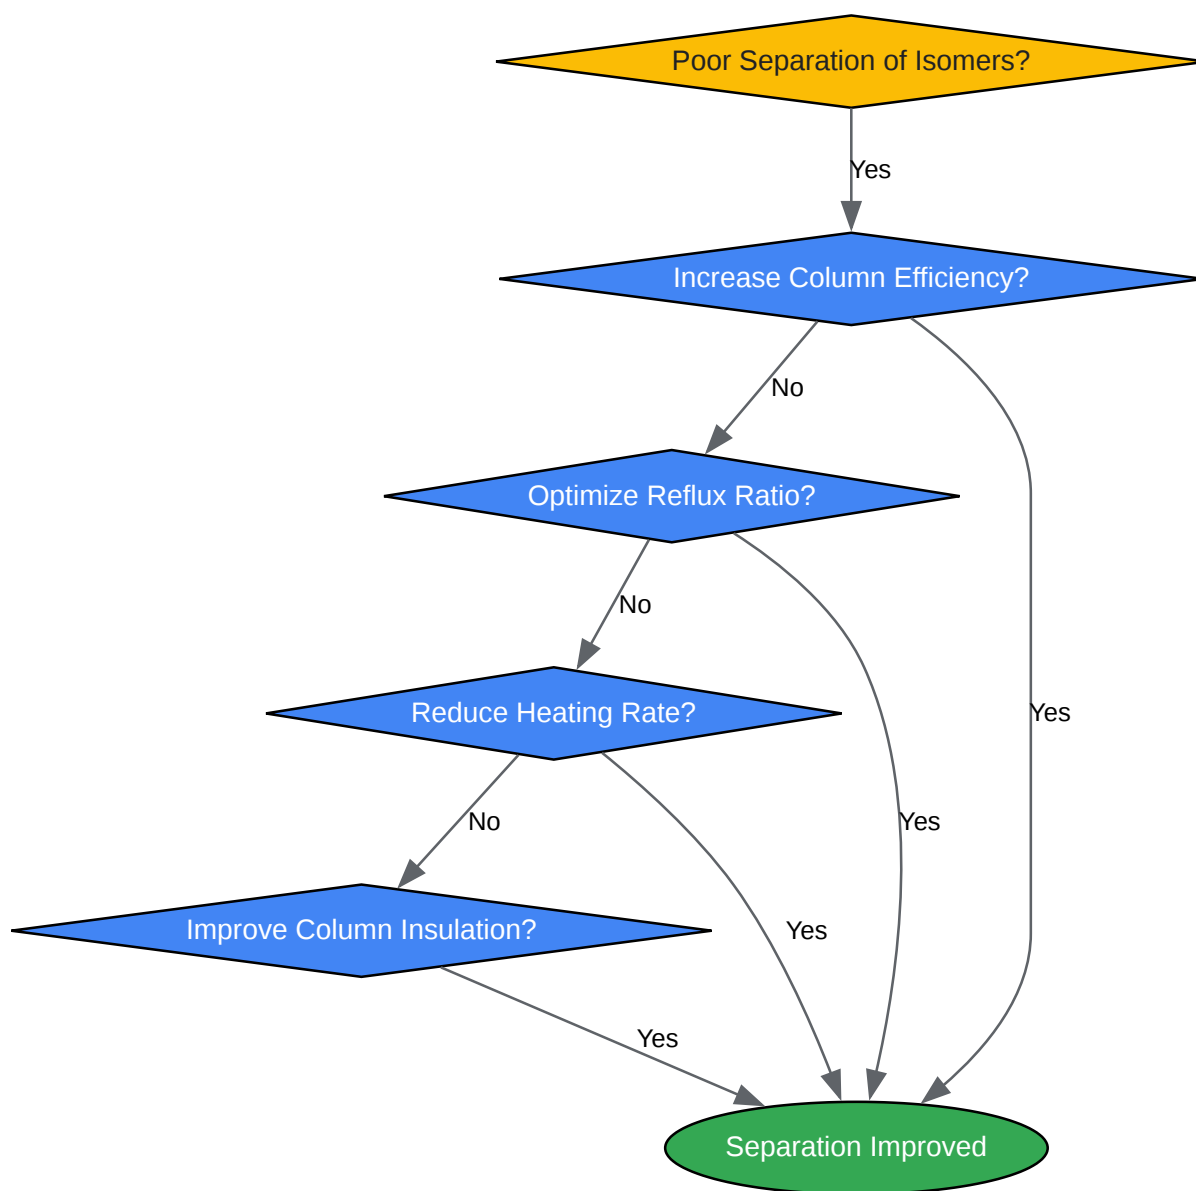 Poor Separation of Isomers?
Yes
Increase Column Efficiency?
No
Optimize Reflux Ratio?
No
Reduce Heating Rate?
Yes
No
Yes
Improve Column Insulation?
Yes
Yes
Separation Improved